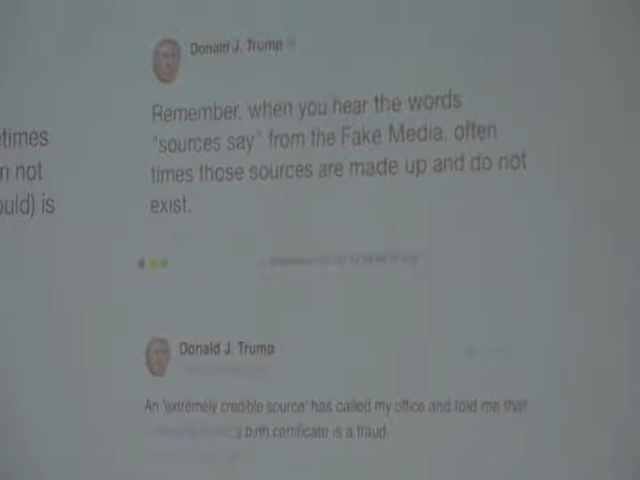 times
n not
ould) is
Donald J. Trump
Remember, when you hear the words
"sources say" from the Fake Media, often
times those sources are made up and do not
exist.
Donald J. Trump
An 'extremely credible source' has called my office and told me that
s birth certificate is a fraud.